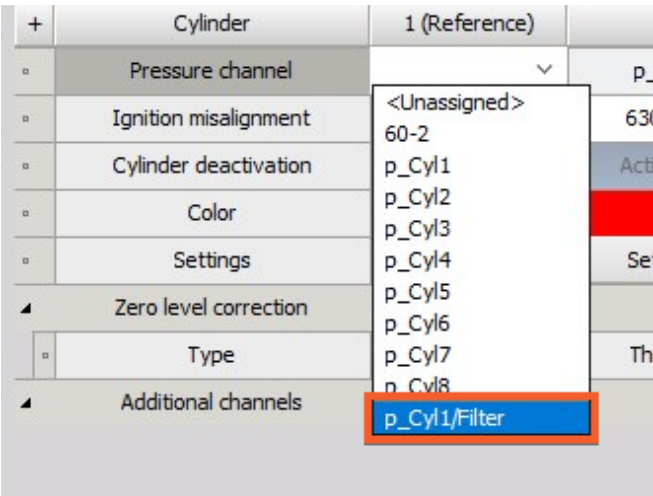 + Cylinder 1 (Reference)
Pressure channel p_
Ignition misalignment 630
Cylinder deactivation Acti
Color
Settings Se
Zero level correction
Type Th
Additional channels
<Unassigned>
60-2
p_Cyl1
p_Cyl2
p_Cyl3
p_Cyl4
p_Cyl5
p_Cyl6
p_Cyl7
p_Cyl8
p_Cyl1/Filter